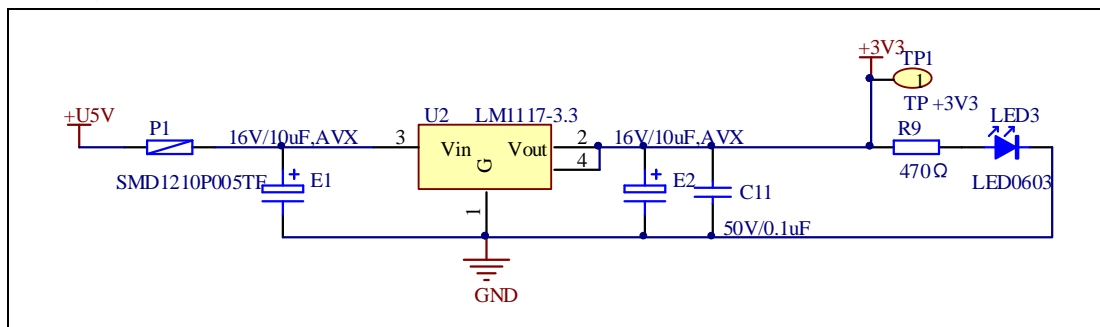 +3V3
TP1
1
TP +3V3
+U5V
P1
SMD1210P005TF
16V/10uF,AVX
E1
U2
LM1117-3.3
3
Vin
G
Vout
2
4
1
16V/10uF,AVX
E2
C11
50V/0.1uF
R9
470Ω
LED3
LED0603
GND